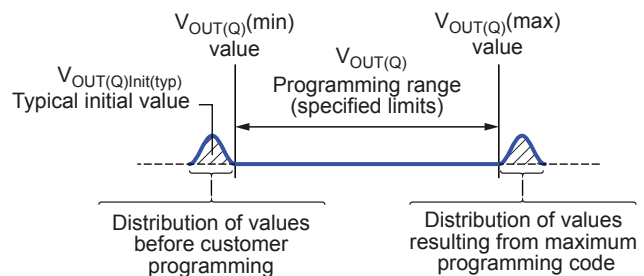 V_OUT(Q)(min)
value
V_OUT(Q)(max)
value
V_OUT(Q)Init(typ)
Typical initial value
V_OUT(Q)
Programming range
(specified limits)
Distribution of values
before customer
programming
Distribution of values
resulting from maximum
programming code